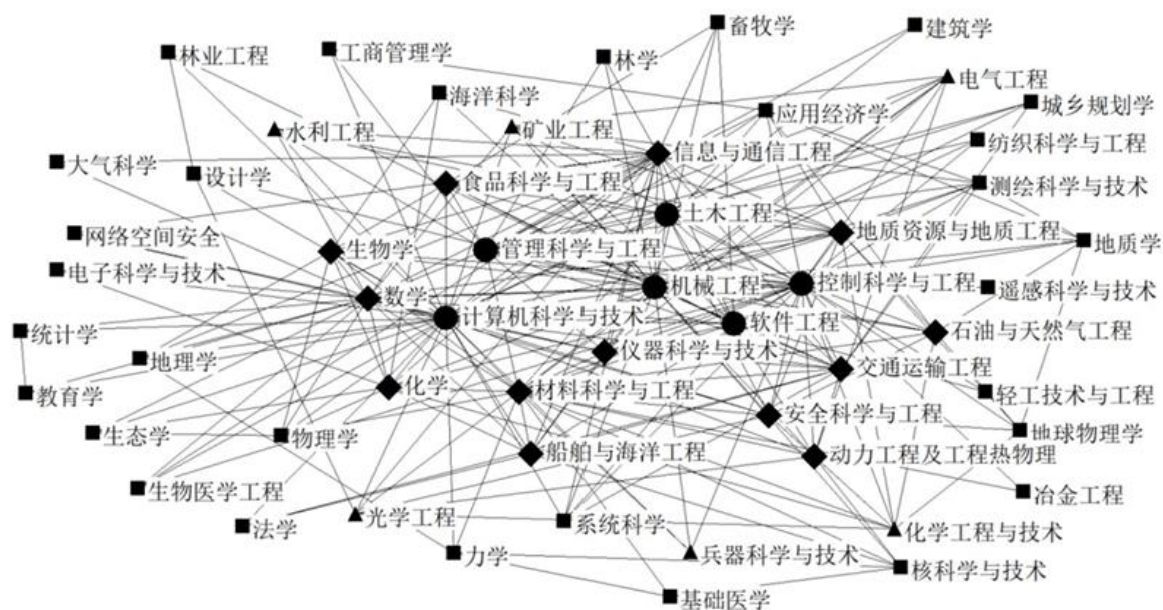 畜牧学
建筑学
林业工程
工商管理学
林学
电气工程
海洋科学
城乡规划学
应用经济学
水利工程
矿业工程
纺织科学与工程
信息与通信工程
大气科学
设计学
食品科学与工程
测绘科学与技术
土木工程
地质资源与地质工程
网络空间安全
生物学
管理科学与工程
地质学
电子科学与技术
机械工程
控制科学与工程
遥感科学与技术
数学
计算机科学与技术
软件工程
统计学
石油与天然气工程
地理学
仪器科学与技术
交通运输工程
教育学
化学
材料科学与工程
轻工技术与工程
安全科学与工程
生态学
物理学
地球物理学
船舶与海洋工程
动力工程及工程热物理
生物医学工程
冶金工程
法学
光学工程
系统科学
化学工程与技术
力学
兵器科学与技术
核科学与技术
基础医学